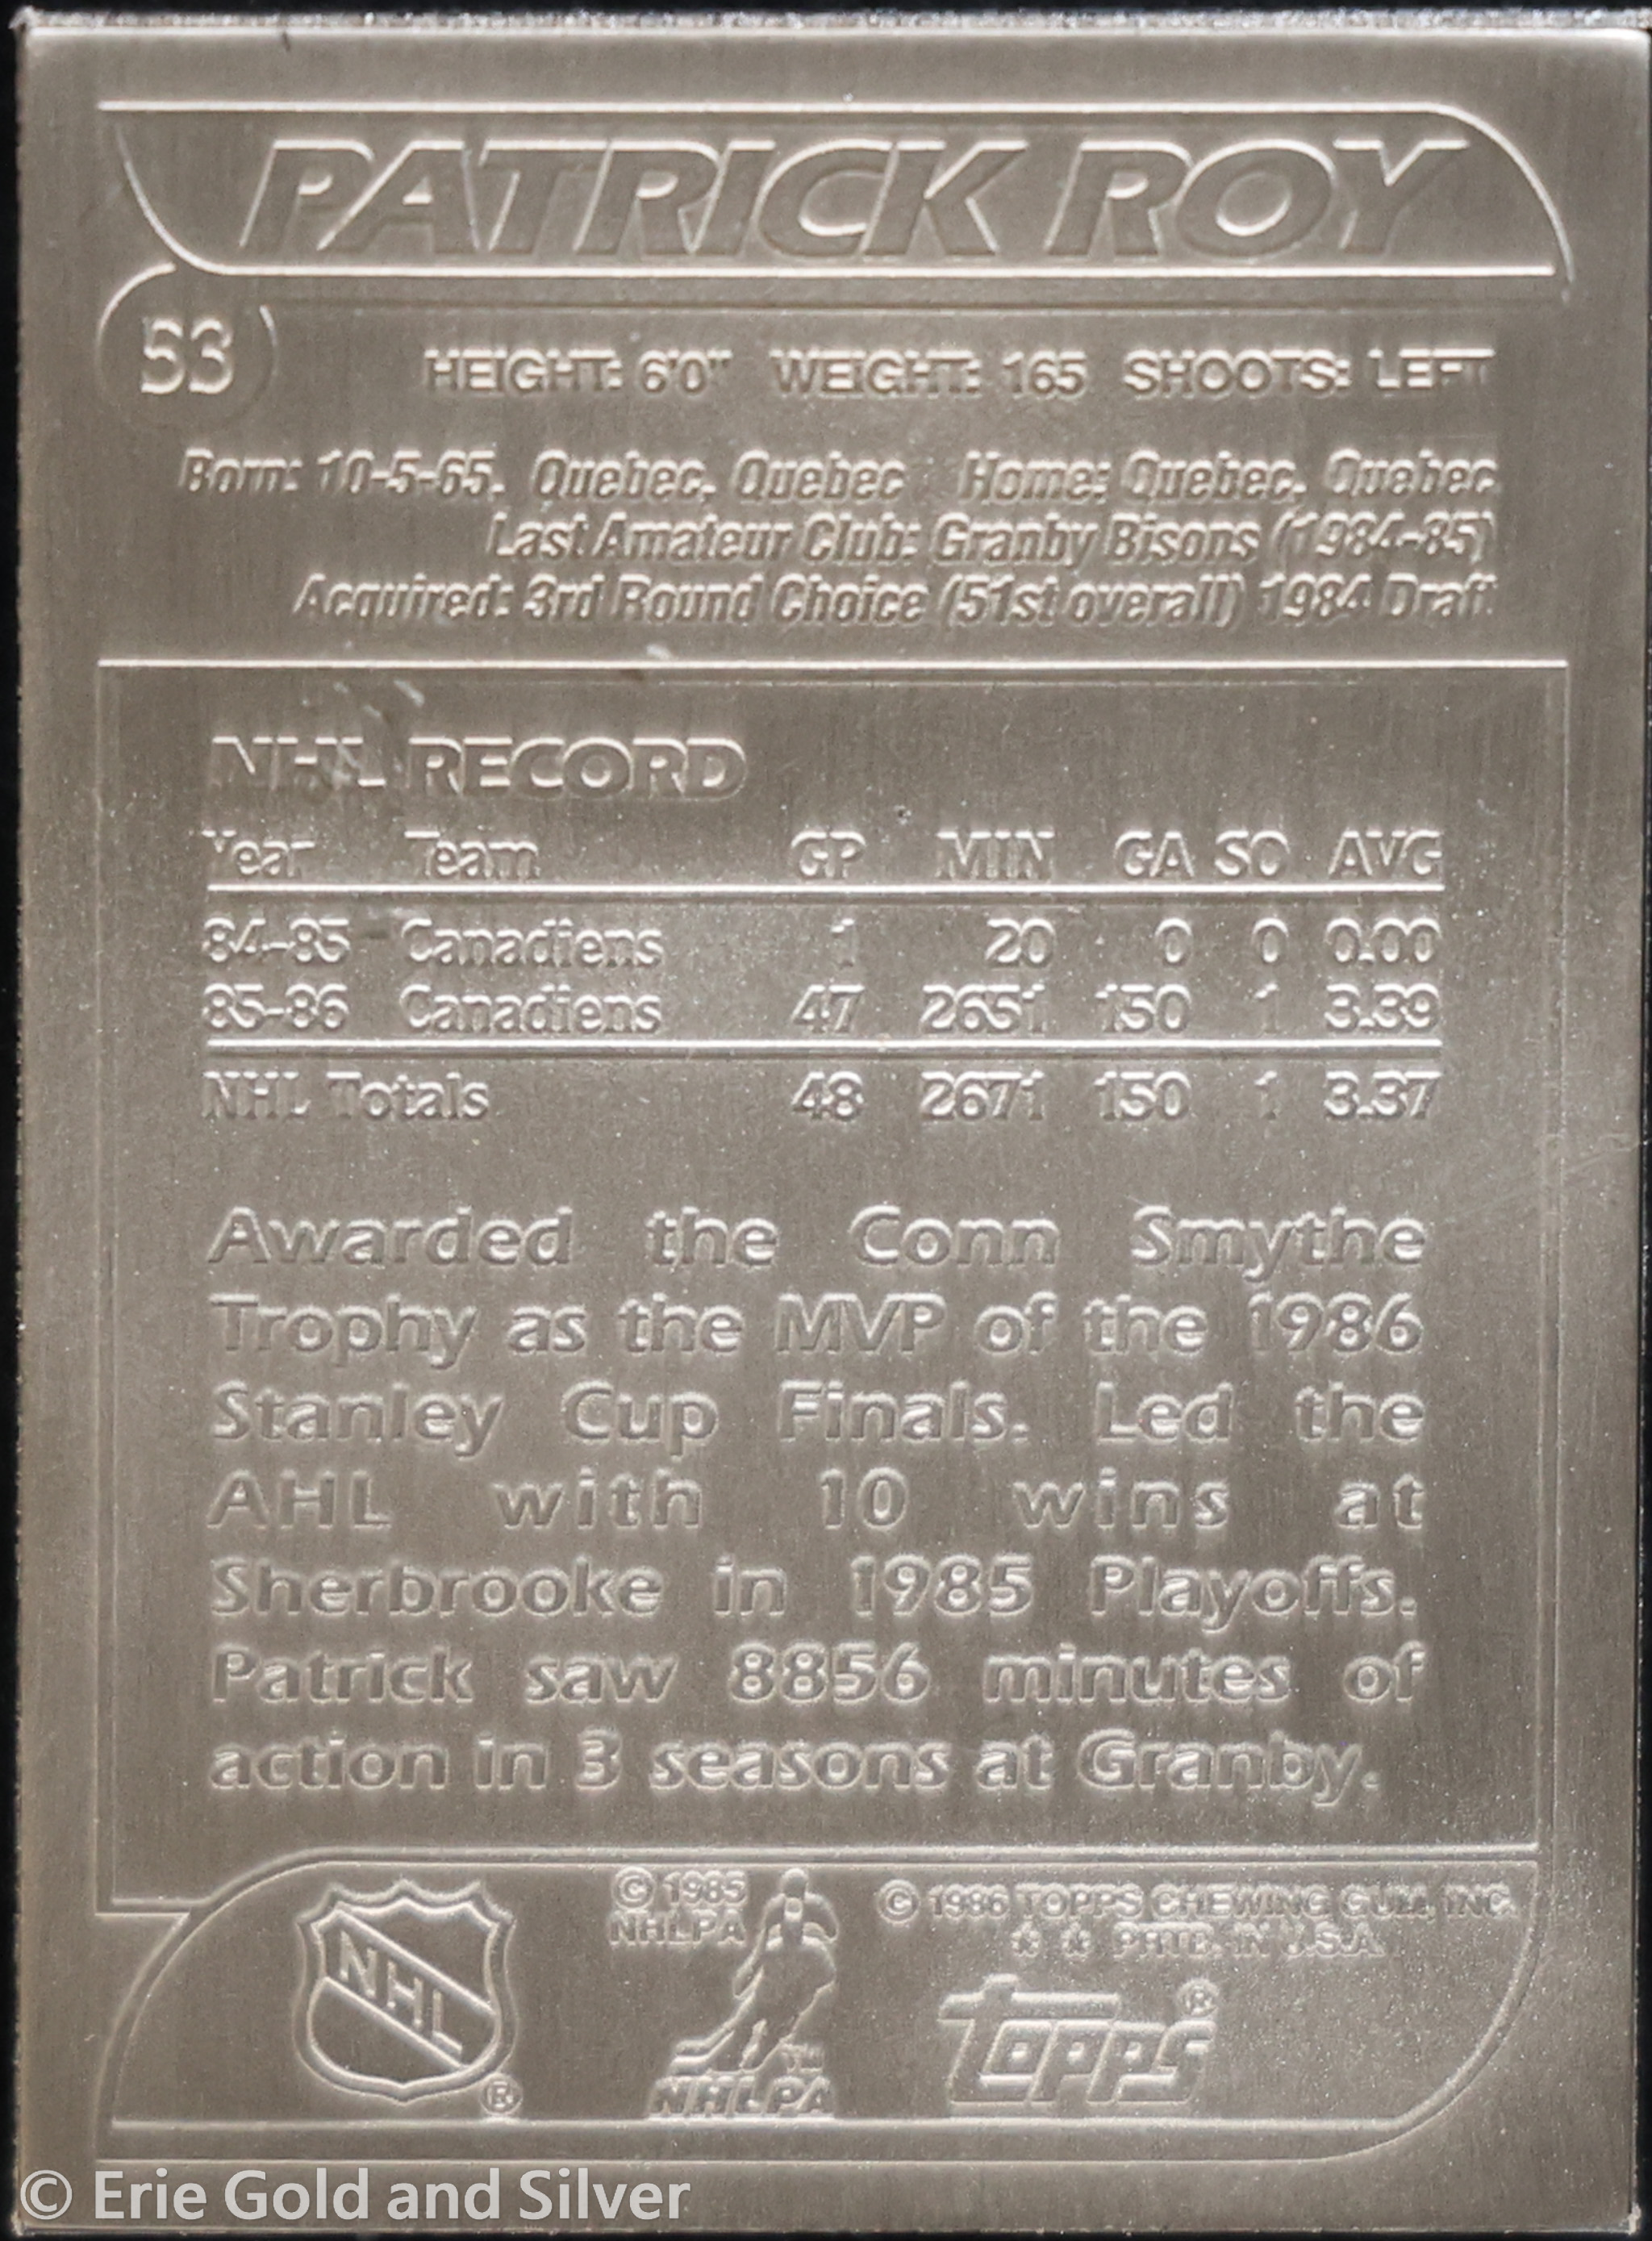 PATRICK ROY
53
HEIGHT: 6'0" WEIGHT: 165 SHOOTS: LEFT
Born: 10-5-65, Quebec, Quebec Home: Quebec, Quebec
Last Amateur Club: Granby Bisons (1984-85)
Acquired: 3rd Round Choice (51st overall) 1984 Draft
NHL RECORD
Year Team GP MIN GA SO AVG
84-85 Canadiens 1 20 0 0 0.00
85-86 Canadiens 47 2651 150 1 3.39
NHL Totals 48 2671 150 1 3.37
Awarded the Conn Smythe
Trophy as the MVP of the 1986
Stanley Cup Finals. Led the
AHL with 10 wins at
Sherbrooke in 1985 Playoffs.
Patrick saw 8856 minutes of
action in 3 seasons at Granby.
NHL ®
© 1985
NHLPA
TM
NHLPA
© 1986 TOPPS CHEWING GUM, INC.
☆ ☆ PRTD. IN U.S.A.
TOPPS ®
© Erie Gold and Silver